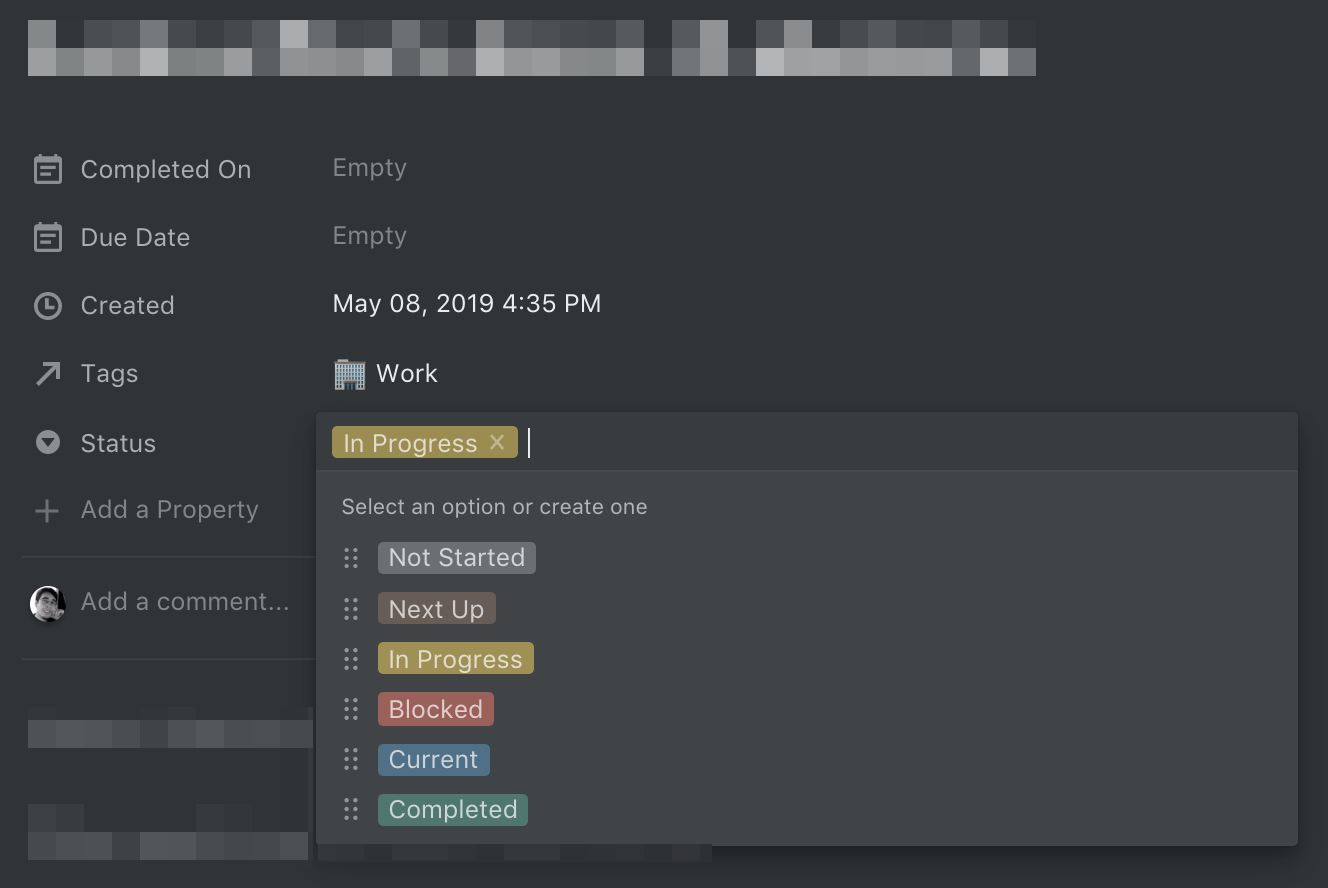 Completed On Empty
Due Date Empty
Created May 08, 2019 4:35 PM
Tags Work
Status In Progress
Add a Property
Select an option or create one
Not Started
Next Up
Add a comment...
In Progress
Blocked
Current
Completed